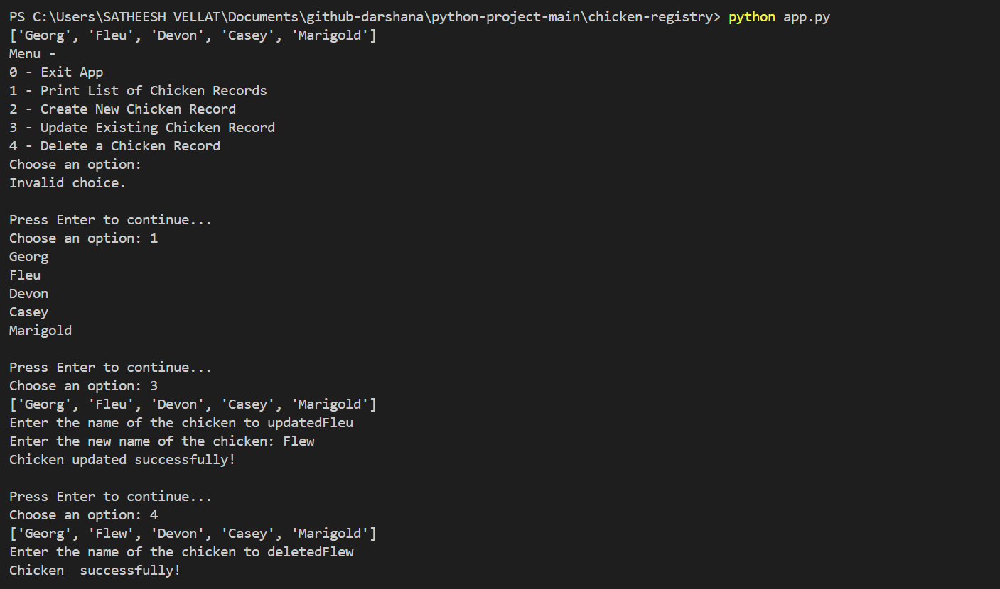 PS C:\Users\SATHEESH VELLAT\Documents\github-darshana\python-project-main\chicken-registry> python app.py
['Georg', 'Fleu', 'Devon', 'Casey', 'Marigold']
Menu -
0 - Exit App
1 - Print List of Chicken Records
2 - Create New Chicken Record
3 - Update Existing Chicken Record
4 - Delete a Chicken Record
Choose an option:
Invalid choice.

Press Enter to continue...
Choose an option: 1
Georg
Fleu
Devon
Casey
Marigold

Press Enter to continue...
Choose an option: 3
['Georg', 'Fleu', 'Devon', 'Casey', 'Marigold']
Enter the name of the chicken to updatedFleu
Enter the new name of the chicken: Flew
Chicken updated successfully!

Press Enter to continue...
Choose an option: 4
['Georg', 'Flew', 'Devon', 'Casey', 'Marigold']
Enter the name of the chicken to deletedFlew
Chicken  successfully!